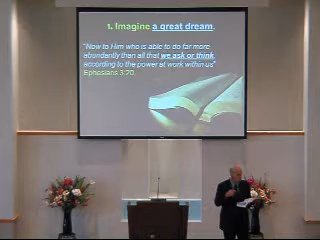 1. Imagine a great dream.
"Now to Him who is able to do far more
abundantly than all that we ask or think,
according to the power at work within us"
Ephesians 3:20.